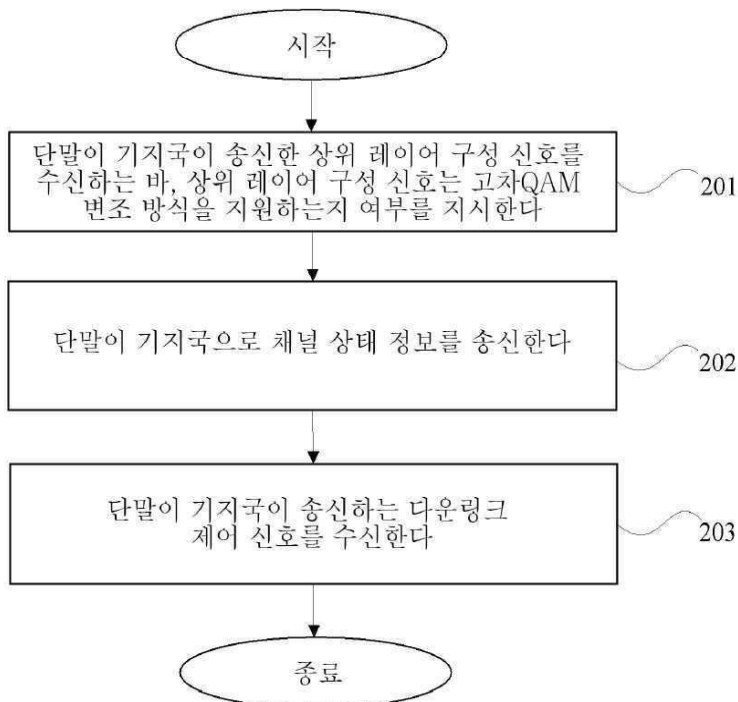 시작
단말이 기지국이 송신한 상위 레이어 구성 신호를
수신하는 바, 상위 레이어 구성 신호는 고차QAM
변조 방식을 지원하는지 여부를 지시한다
201
단말이 기지국으로 채널 상태 정보를 송신한다
202
단말이 기지국이 송신하는 다운링크
제어 신호를 수신한다
203
종료